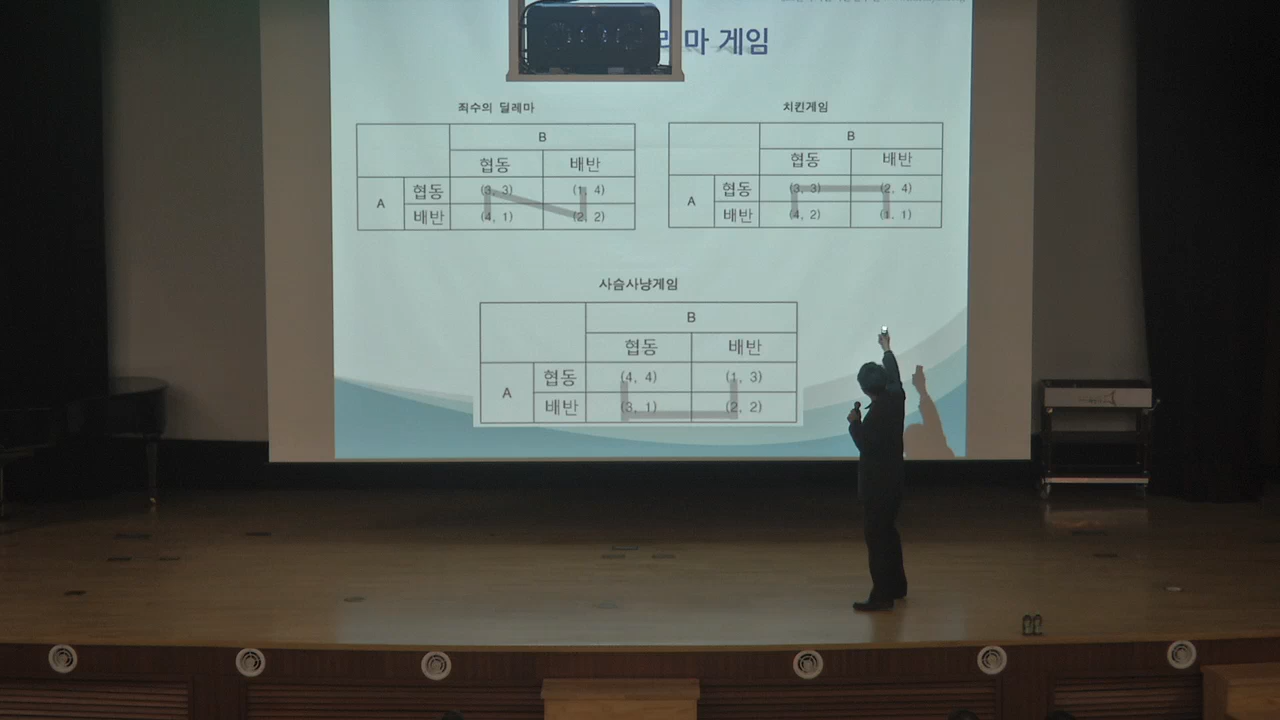 마 게임
죄수의 딜레마
B
협동 배반
A 협동 (3, 3) (1, 4)
배반 (4, 1) (2, 2)
치킨게임
B
협동 배반
A 협동 (3, 3) (2, 4)
배반 (4, 2) (1, 1)
사슴사냥게임
B
협동 배반
A 협동 (4, 4) (1, 3)
배반 (3, 1) (2, 2)